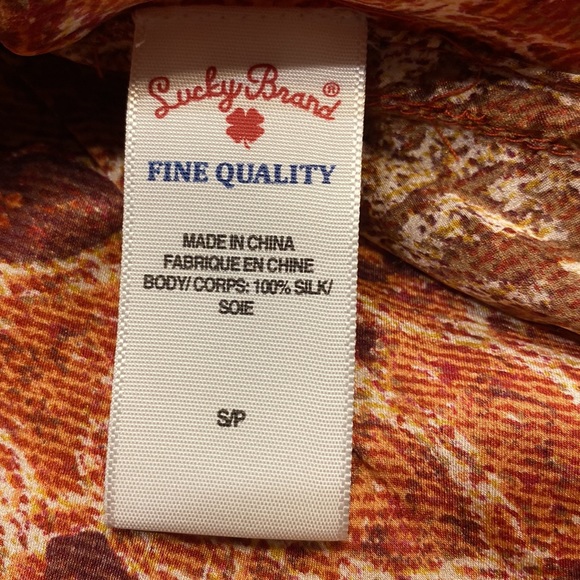 Lucky Brand®
FINE QUALITY
MADE IN CHINA
FABRIQUE EN CHINE
BODY/ CORPS: 100% SILK/
SOIE
S/P